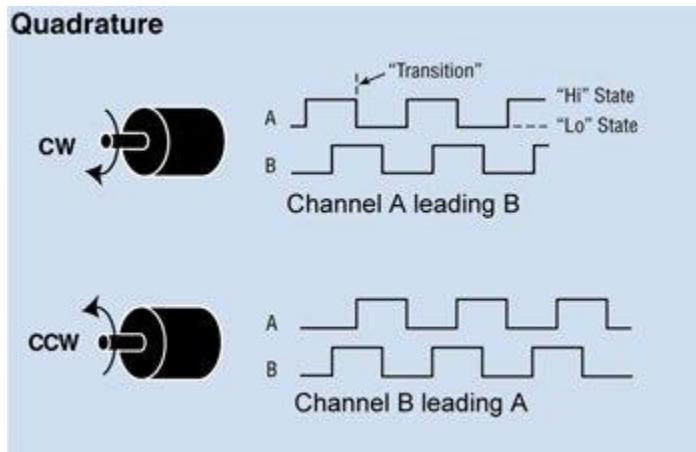 Quadrature
"Transition"
A
"Hi" State
"Lo" State
CW
B
Channel A leading B
A
CCW
B
Channel B leading A